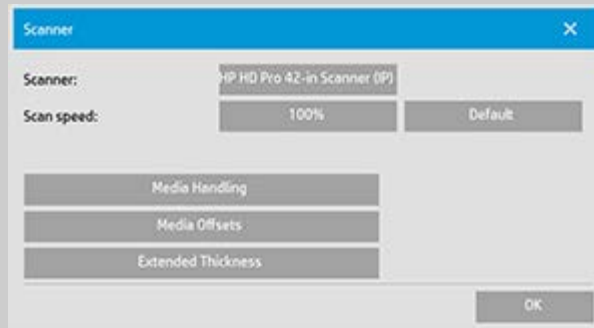 Scanner
Scanner: HP HD Pro 42-in Scanner (IP)
Scan speed: 100% Default
Media Handling
Media Offsets
Extended Thickness
OK